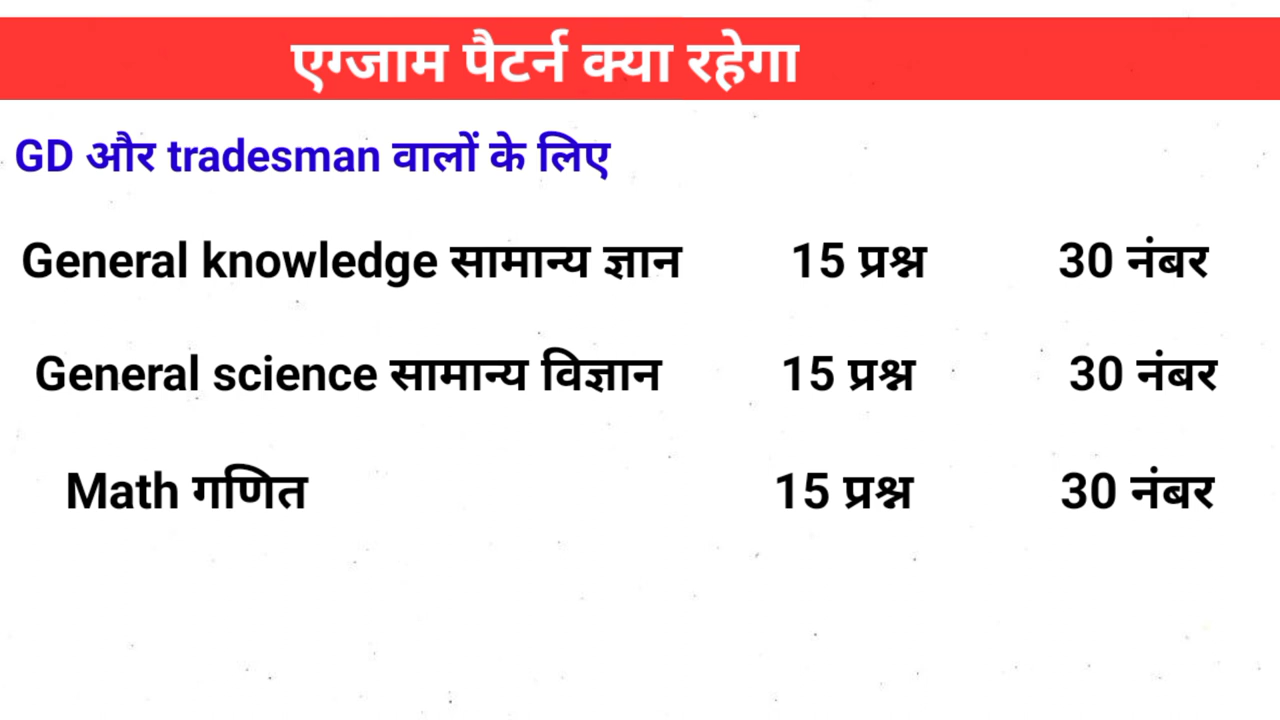 एग्जाम पैटर्न क्या रहेगा
GD और tradesman वालों के लिए
General knowledge सामान्य ज्ञान 15 प्रश्न 30 नंबर
General science सामान्य विज्ञान 15 प्रश्न 30 नंबर
Math गणित 15 प्रश्न 30 नंबर